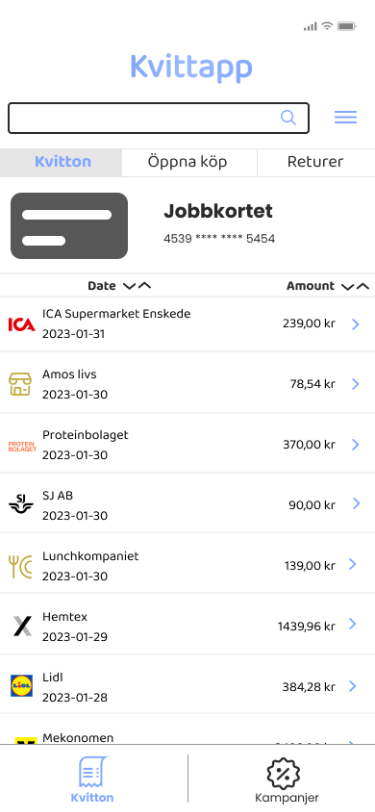 Kvittapp
Kvitton Öppna köp Returer
Jobbkortet
4539 **** **** 5454
Date Amount
ICA ICA Supermarket Enskede
2023-01-31 239,00 kr
Amos livs
2023-01-30 78,54 kr
PROTEIN
BOLAGET
Proteinbolaget
2023-01-30 370,00 kr
SJ SJ AB
2023-01-30 90,00 kr
Lunchkompaniet
2023-01-30 139,00 kr
Hemtex
2023-01-29 1439,96 kr
LIDL Lidl
2023-01-28 384,28 kr
Mekonomen
Kvitton Kampanjer